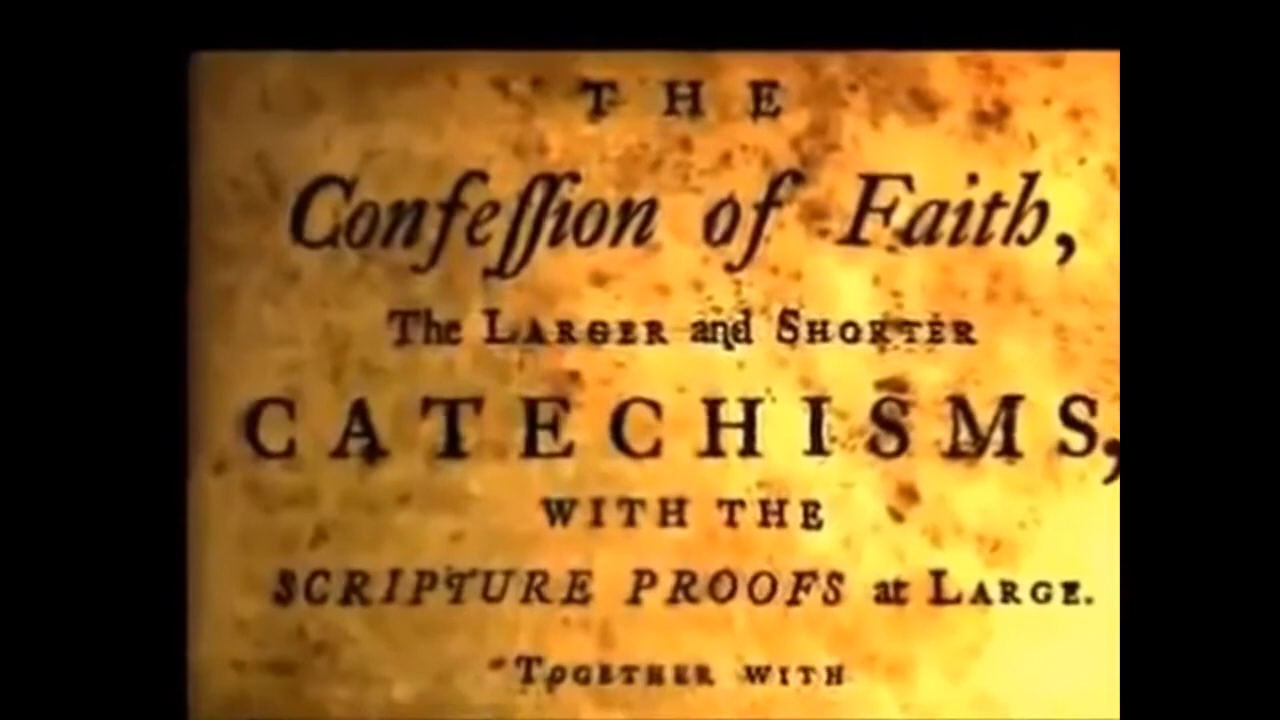 THE
Confeſſion of Faith,
The LARGER and SHORTER
CATECHISMS,
WITH THE
SCRIPTURE PROOFS at LARGE.
TOGETHER WITH